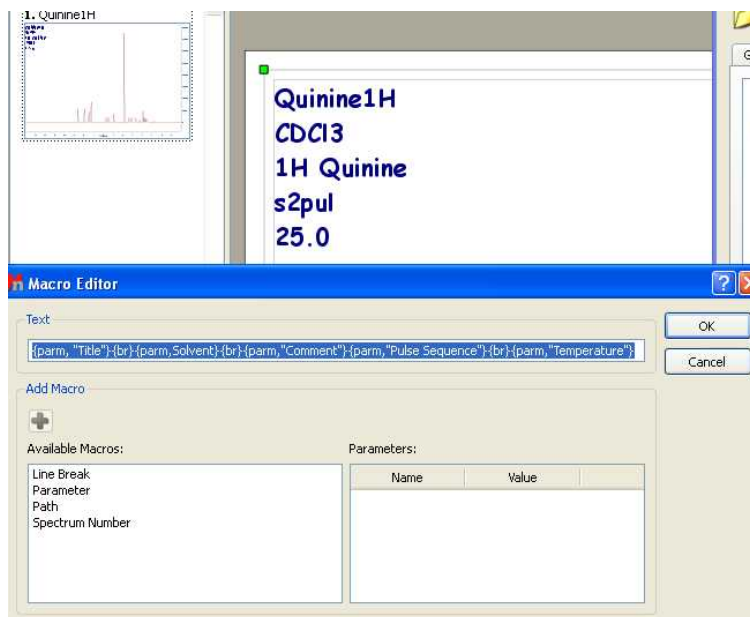 1. Quinine1H
Quinine1H
CDCl3
1H Quinine
s2pul
25.0
Macro Editor
Text
OK
{parm, "Title"}{br}{parm,Solvent}{br}{parm,"Comment"}{parm,"Pulse Sequence"}{br}{parm,"Temperature"}
Cancel
Add Macro
Available Macros:
Parameters:
Line Break
Parameter
Path
Spectrum Number
Name Value